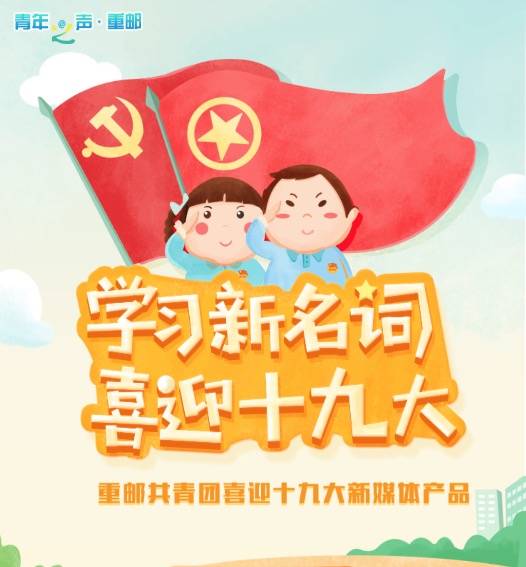 青年之声·重邮
学习新名词
喜迎十九大
重邮共青团喜迎十九大新媒体产品